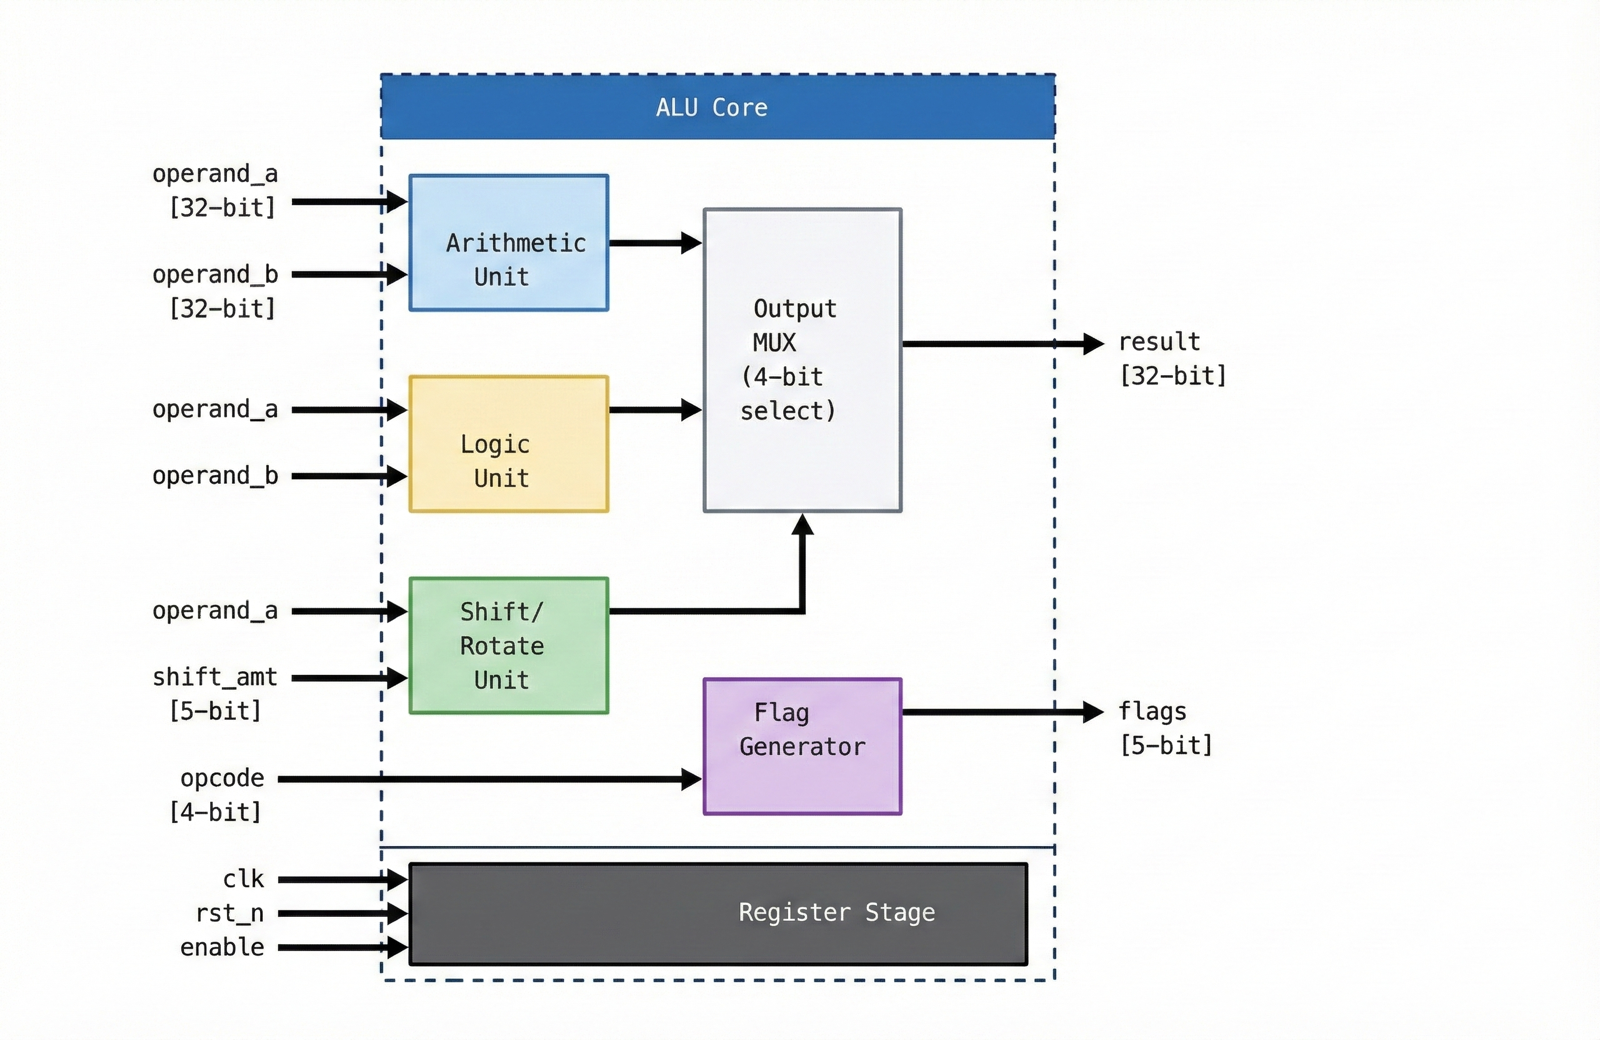 ALU Core
operand_a
[32-bit]
operand_b
[32-bit]
Arithmetic
Unit
operand_a
operand_b
Logic
Unit
Output
MUX
(4-bit
select)
result
[32-bit]
operand_a
shift_amt
[5-bit]
Shift/
Rotate
Unit
opcode
[4-bit]
Flag
Generator
flags
[5-bit]
clk
rst_n
enable
Register Stage